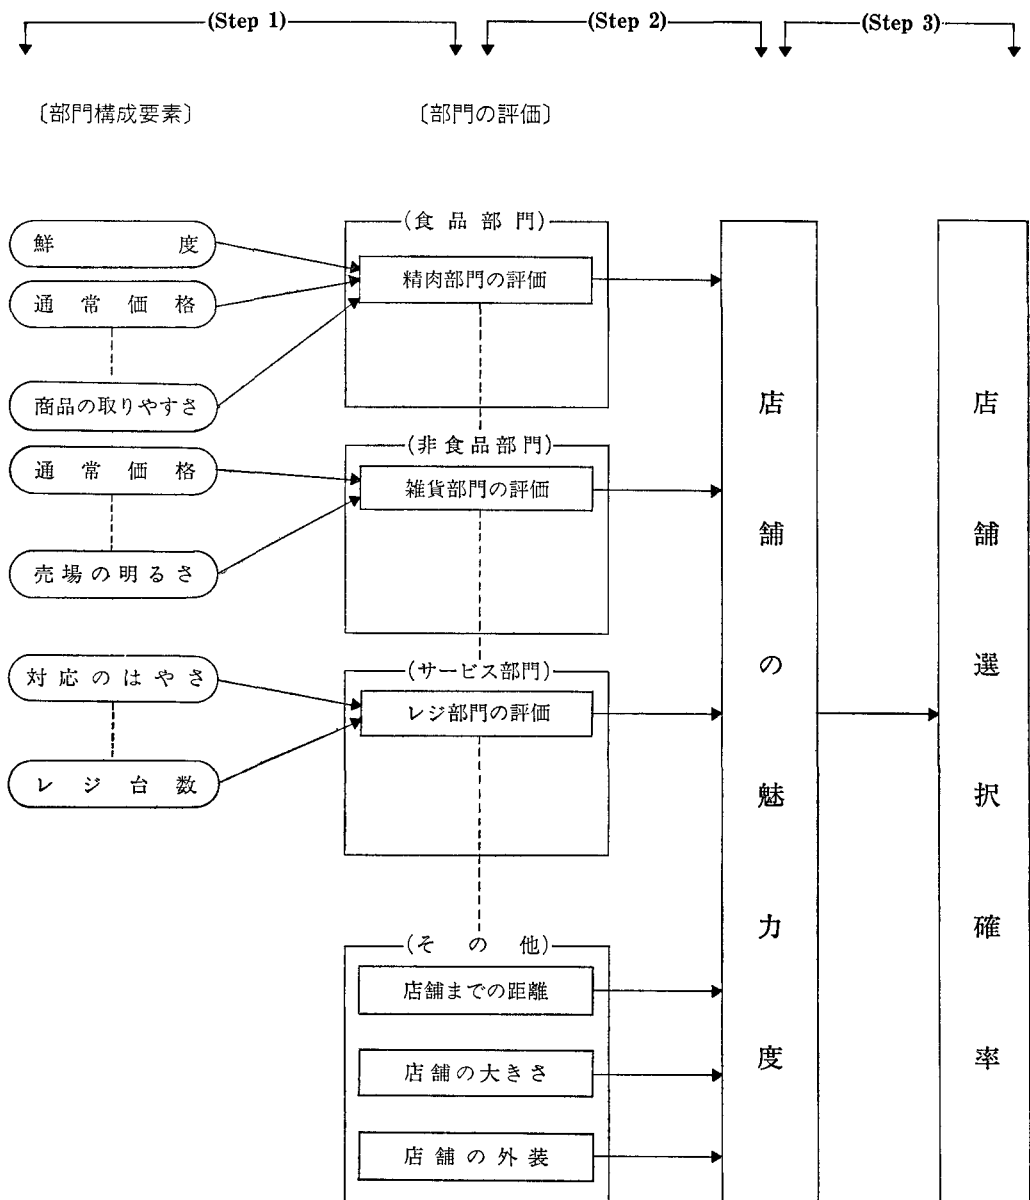 (Step 1) (Step 2) (Step 3)
〔部門構成要素〕 〔部門の評価〕
(食品部門)
鮮度
精肉部門の評価
通常価格
商品の取りやすさ
(非食品部門)
通常価格
雑貨部門の評価
売場の明るさ
(サービス部門)
対応のはやさ
レジ部門の評価
レジ台数
(その他)
店舗までの距離
店舗の大きさ
店舗の外装
店舗の魅力度
店舗選択確率